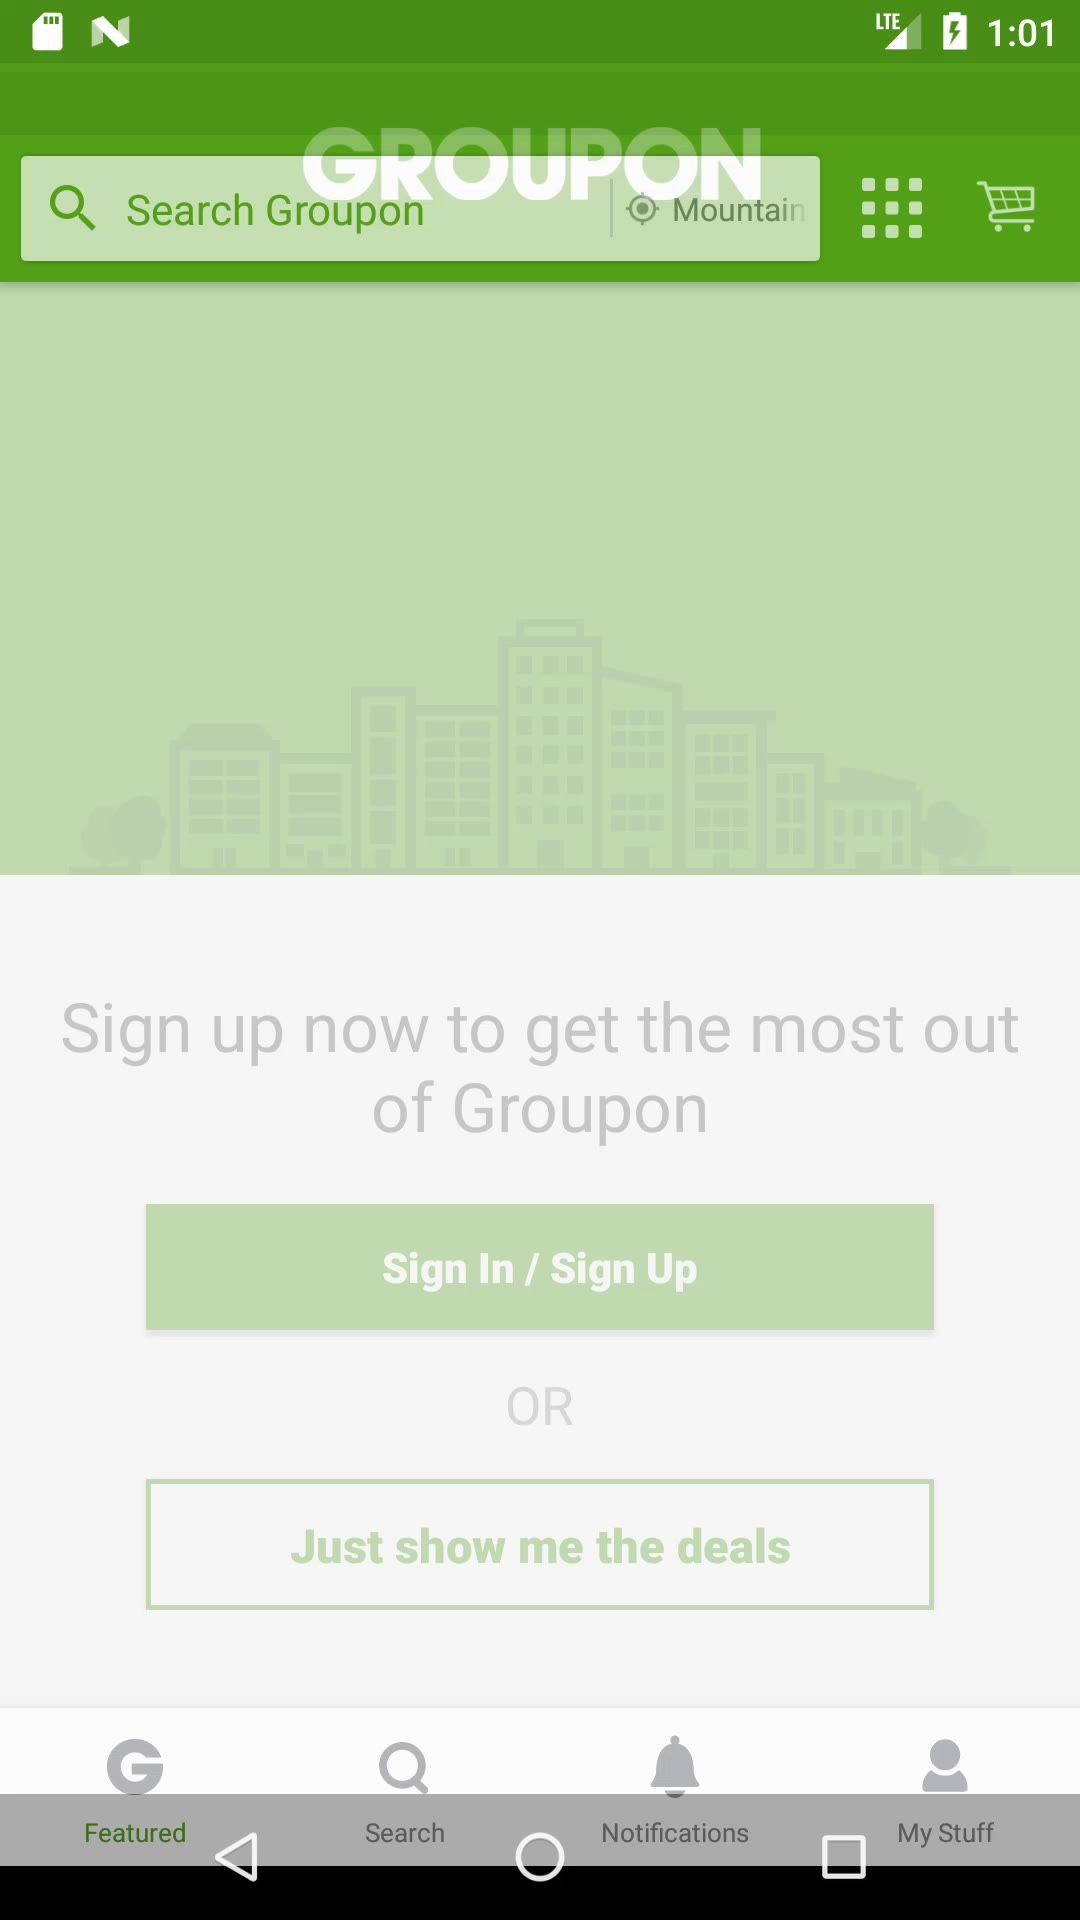 LTE 1:01
GROUPON
Search Groupon Mountain
Sign up now to get the most out
of Groupon
Sign In / Sign Up
OR
Just show me the deals
Featured Search Notifications My Stuff